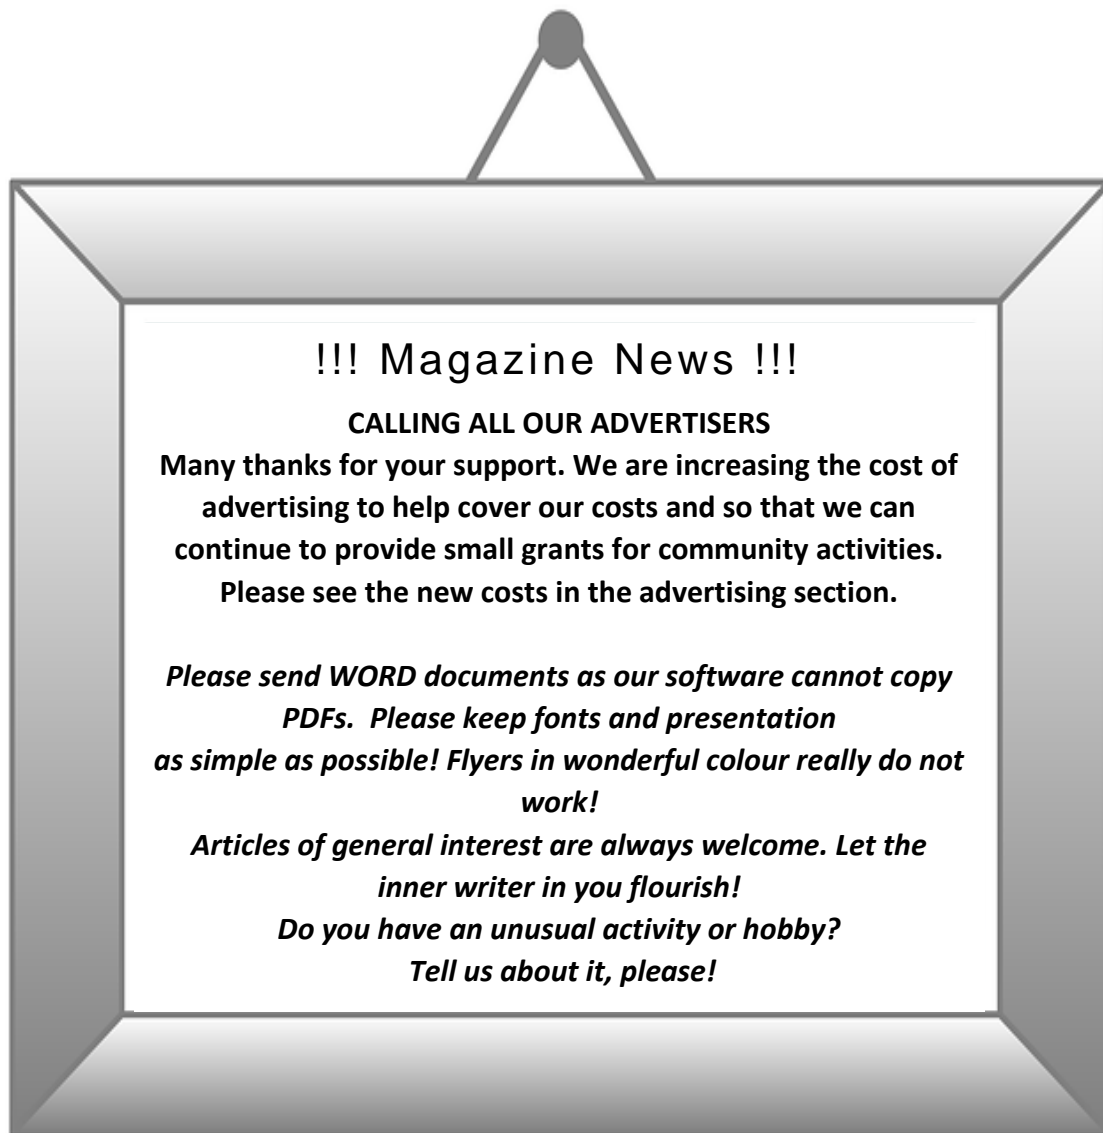 !!! Magazine News !!!
CALLING ALL OUR ADVERTISERS
Many thanks for your support. We are increasing the cost of
advertising to help cover our costs and so that we can
continue to provide small grants for community activities.
Please see the new costs in the advertising section.
Please send WORD documents as our software cannot copy
PDFs.  Please keep fonts and presentation
as simple as possible! Flyers in wonderful colour really do not
work!
Articles of general interest are always welcome. Let the
inner writer in you flourish!
Do you have an unusual activity or hobby?
Tell us about it, please!